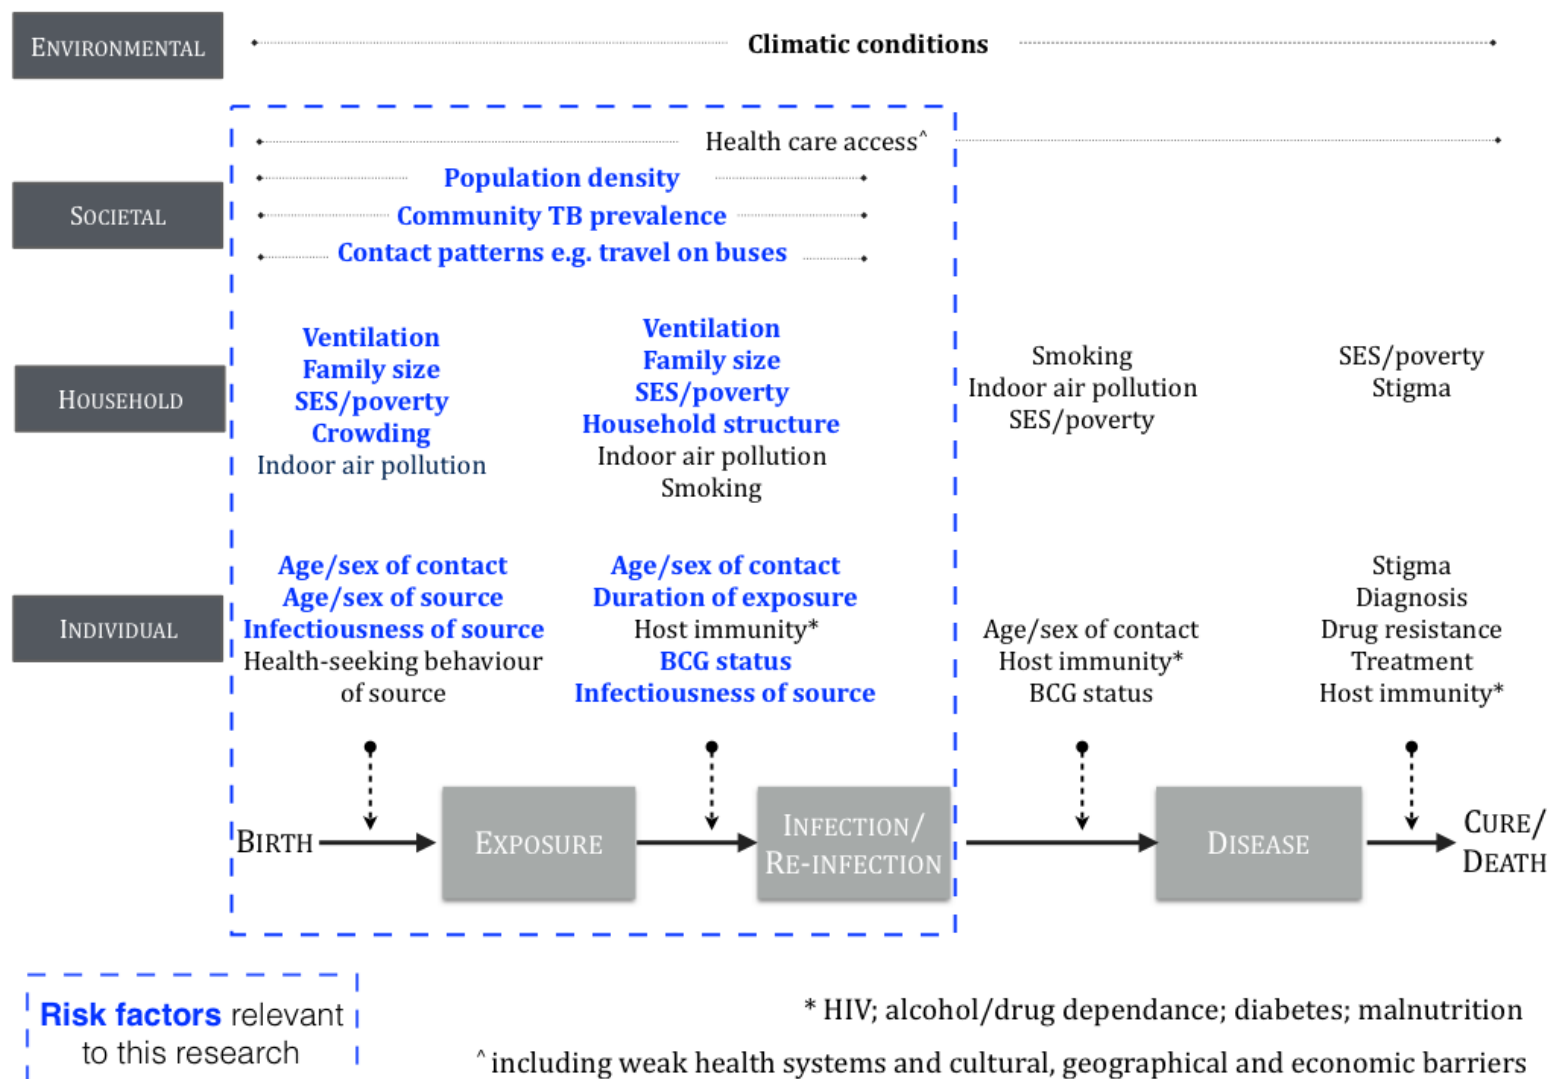 ENVIRONMENTAL
Climatic conditions
Health care access^
SOCIETAL
Population density
Community TB prevalence
Contact patterns e.g. travel on buses
HOUSEHOLD
Ventilation
Family size
SES/poverty
Crowding
Indoor air pollution
Ventilation
Family size
SES/poverty
Household structure
Indoor air pollution
Smoking
Smoking
Indoor air pollution
SES/poverty
SES/poverty
Stigma
INDIVIDUAL
Age/sex of contact
Age/sex of source
Infectiousness of source
Health-seeking behaviour
of source
Age/sex of contact
Duration of exposure
Host immunity*
BCG status
Infectiousness of source
Age/sex of contact
Host immunity*
BCG status
Stigma
Diagnosis
Drug resistance
Treatment
Host immunity*
BIRTH
EXPOSURE
INFECTION/
RE-INFECTION
DISEASE
CURE/
DEATH
Risk factors relevant
to this research
* HIV; alcohol/drug dependance; diabetes; malnutrition
^ including weak health systems and cultural, geographical and economic barriers